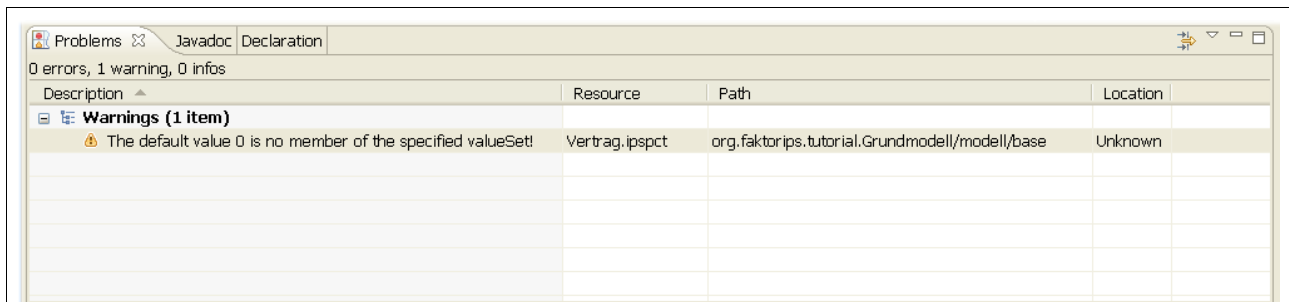 Problems Javadoc Declaration
0 errors, 1 warning, 0 infos
Description Resource Path Location
Warnings (1 item)
The default value 0 is no member of the specified valueSet! Vertrag.ipspct org.faktorips.tutorial.Grundmodell/modell/base Unknown